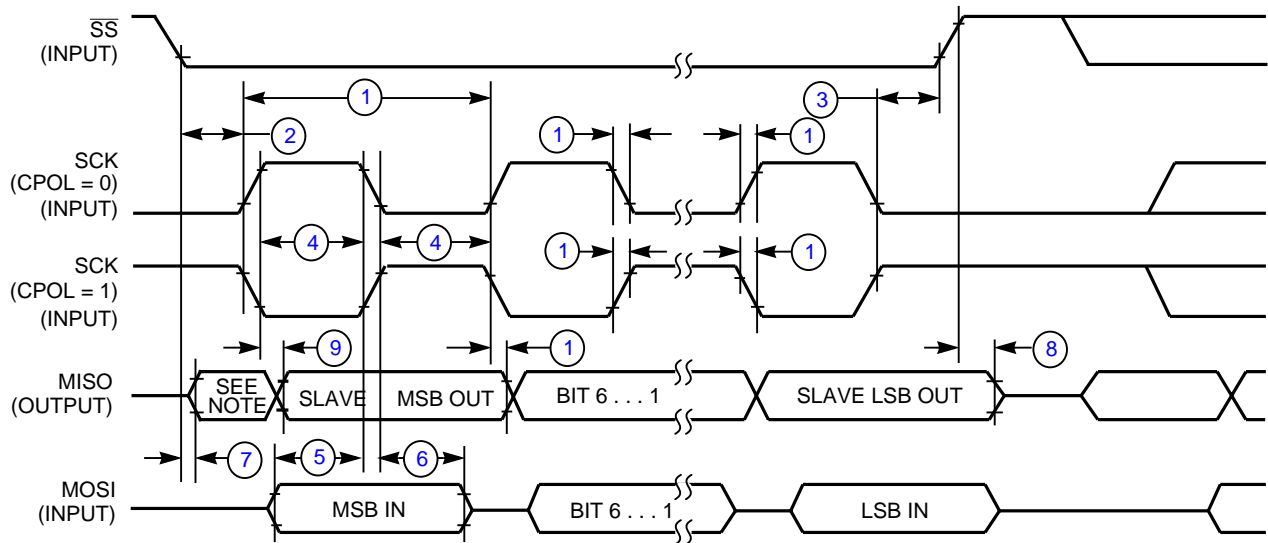 SS
(INPUT)
1
3
2
1
1
SCK
(CPOL = 0)
(INPUT)
4
4
1
1
SCK
(CPOL = 1)
(INPUT)
9
1
8
MISO
(OUTPUT)
SEE
NOTE
SLAVE
MSB OUT
BIT 6 . . . 1
SLAVE LSB OUT
7
5
6
MOSI
(INPUT)
MSB IN
BIT 6 . . . 1
LSB IN